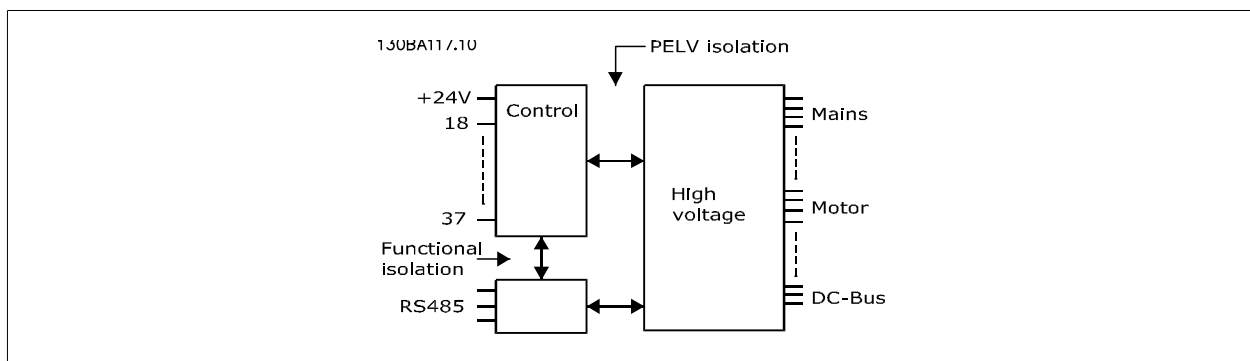 130BA117.10
PELV isolation
+24V
Control
18
Mains
High
voltage
37
Motor
Functional
isolation
RS485
DC-Bus